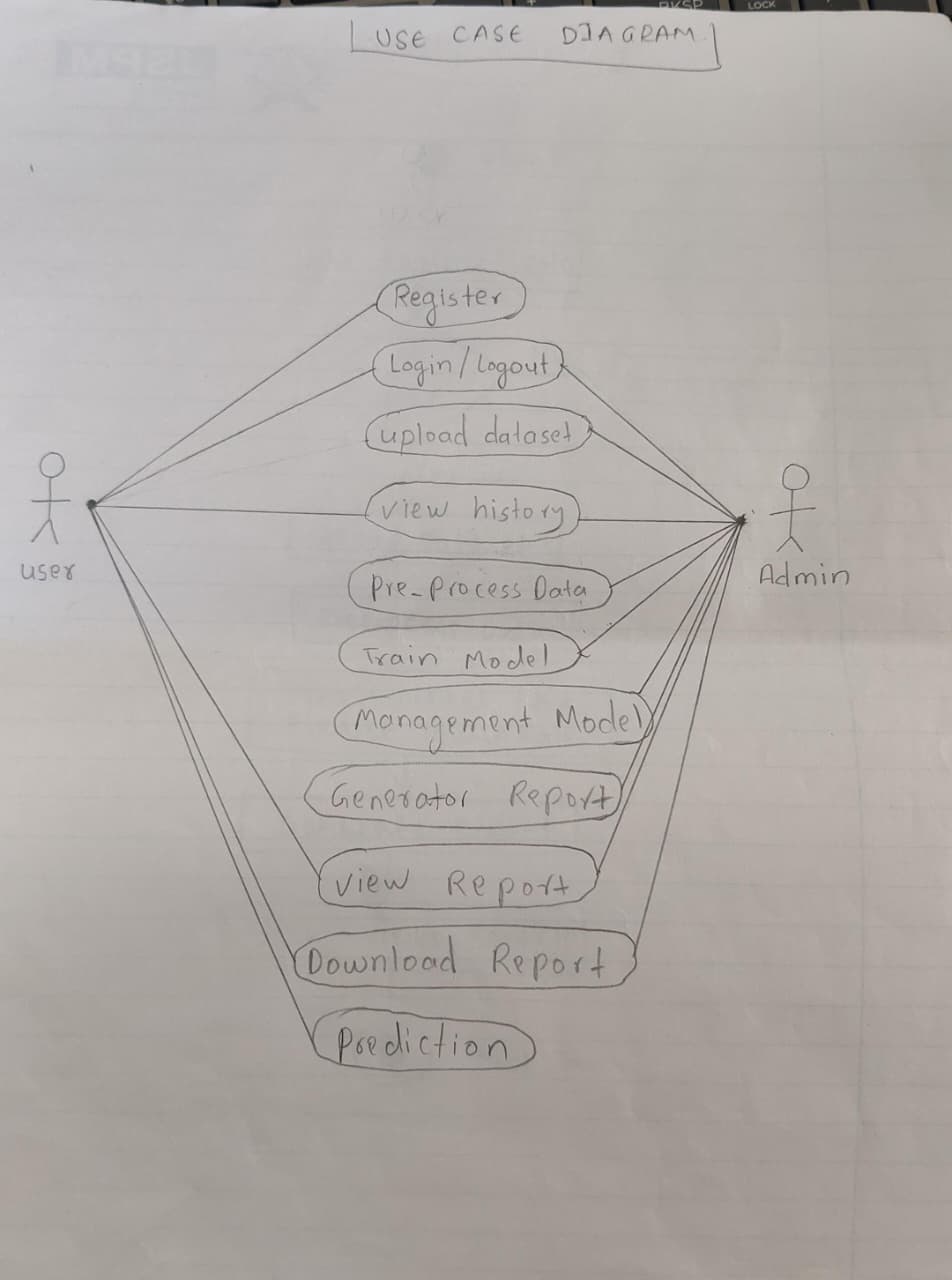 USE CASE DIAGRAM
Register
Login/Logout
upload dataset
view history
Pre-Process Data
Train Model
Management Model
Generator Report
view Report
Download Report
Prediction
user
Admin
LOCK